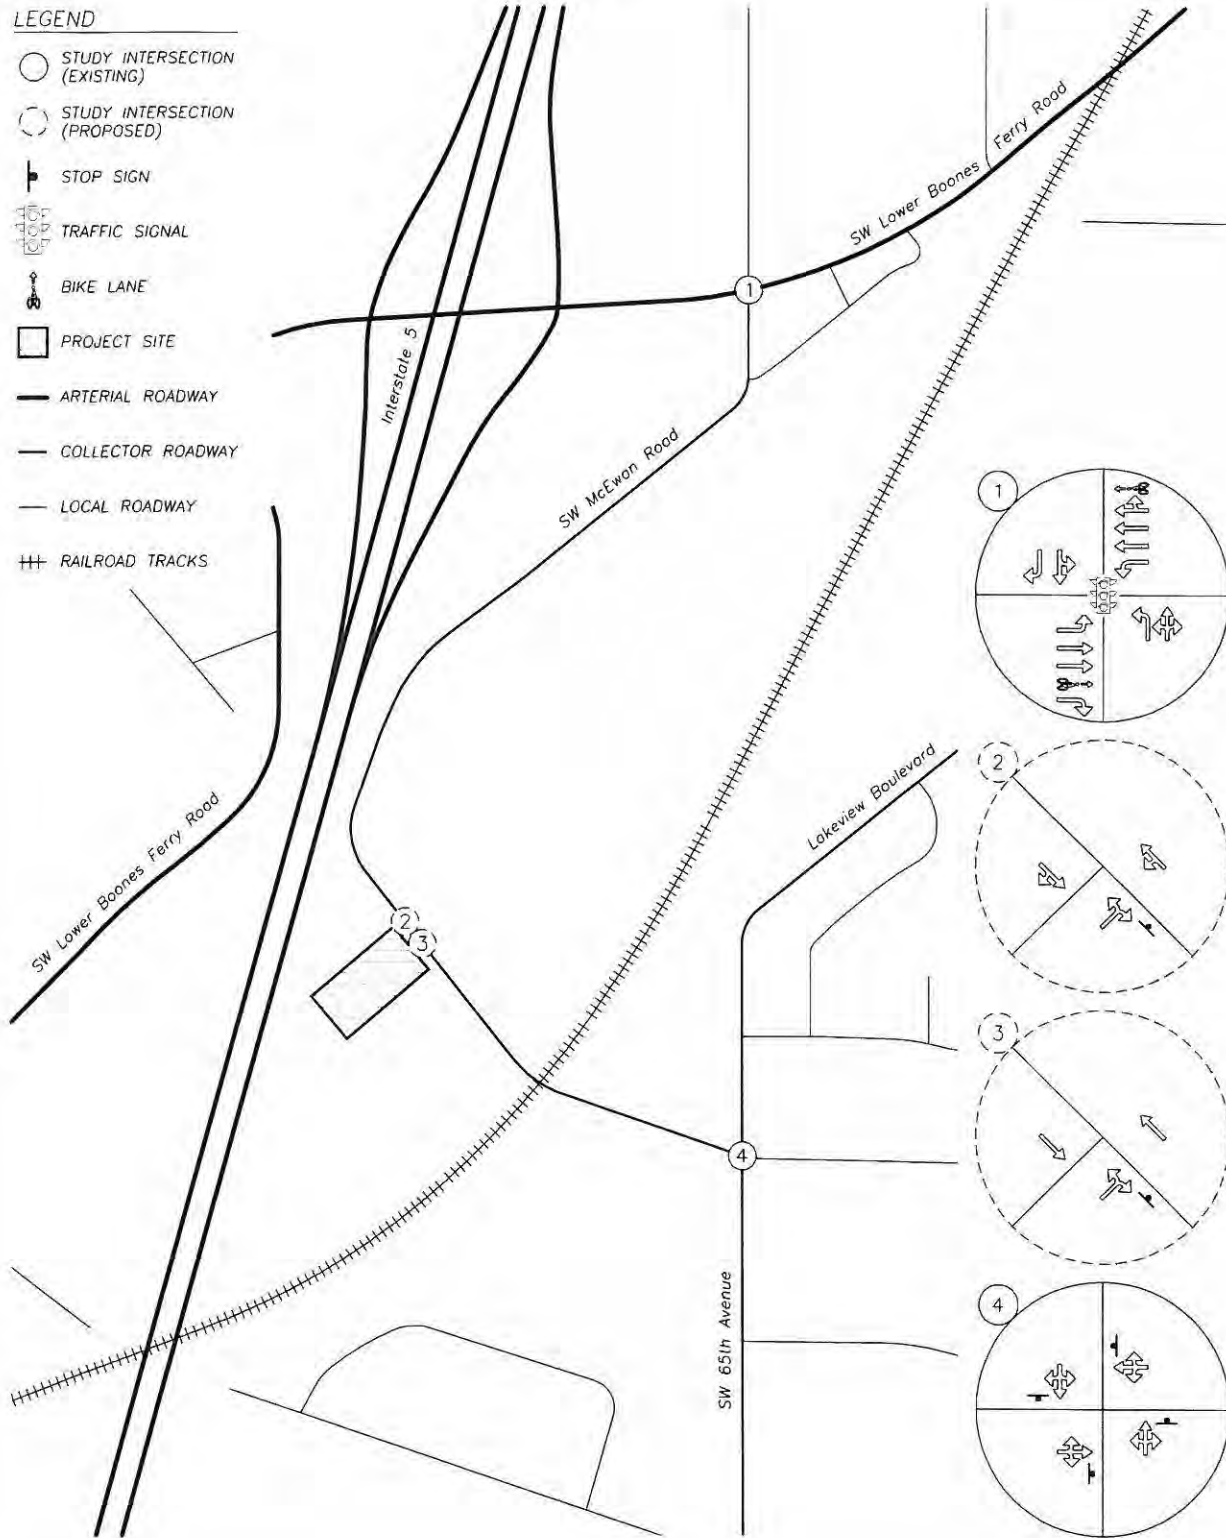 LEGEND
STUDY INTERSECTION
(EXISTING)
STUDY INTERSECTION
(PROPOSED)
STOP SIGN
TRAFFIC SIGNAL
BIKE LANE
PROJECT SITE
ARTERIAL ROADWAY
COLLECTOR ROADWAY
LOCAL ROADWAY
RAILROAD TRACKS
SW Lower Boones Ferry Road
1
Interstate 5
SW McEwan Road
1
Lakeview Boulevard
2
SW Lower Boones Ferry Road
2
3
3
4
SW 65th Avenue
4